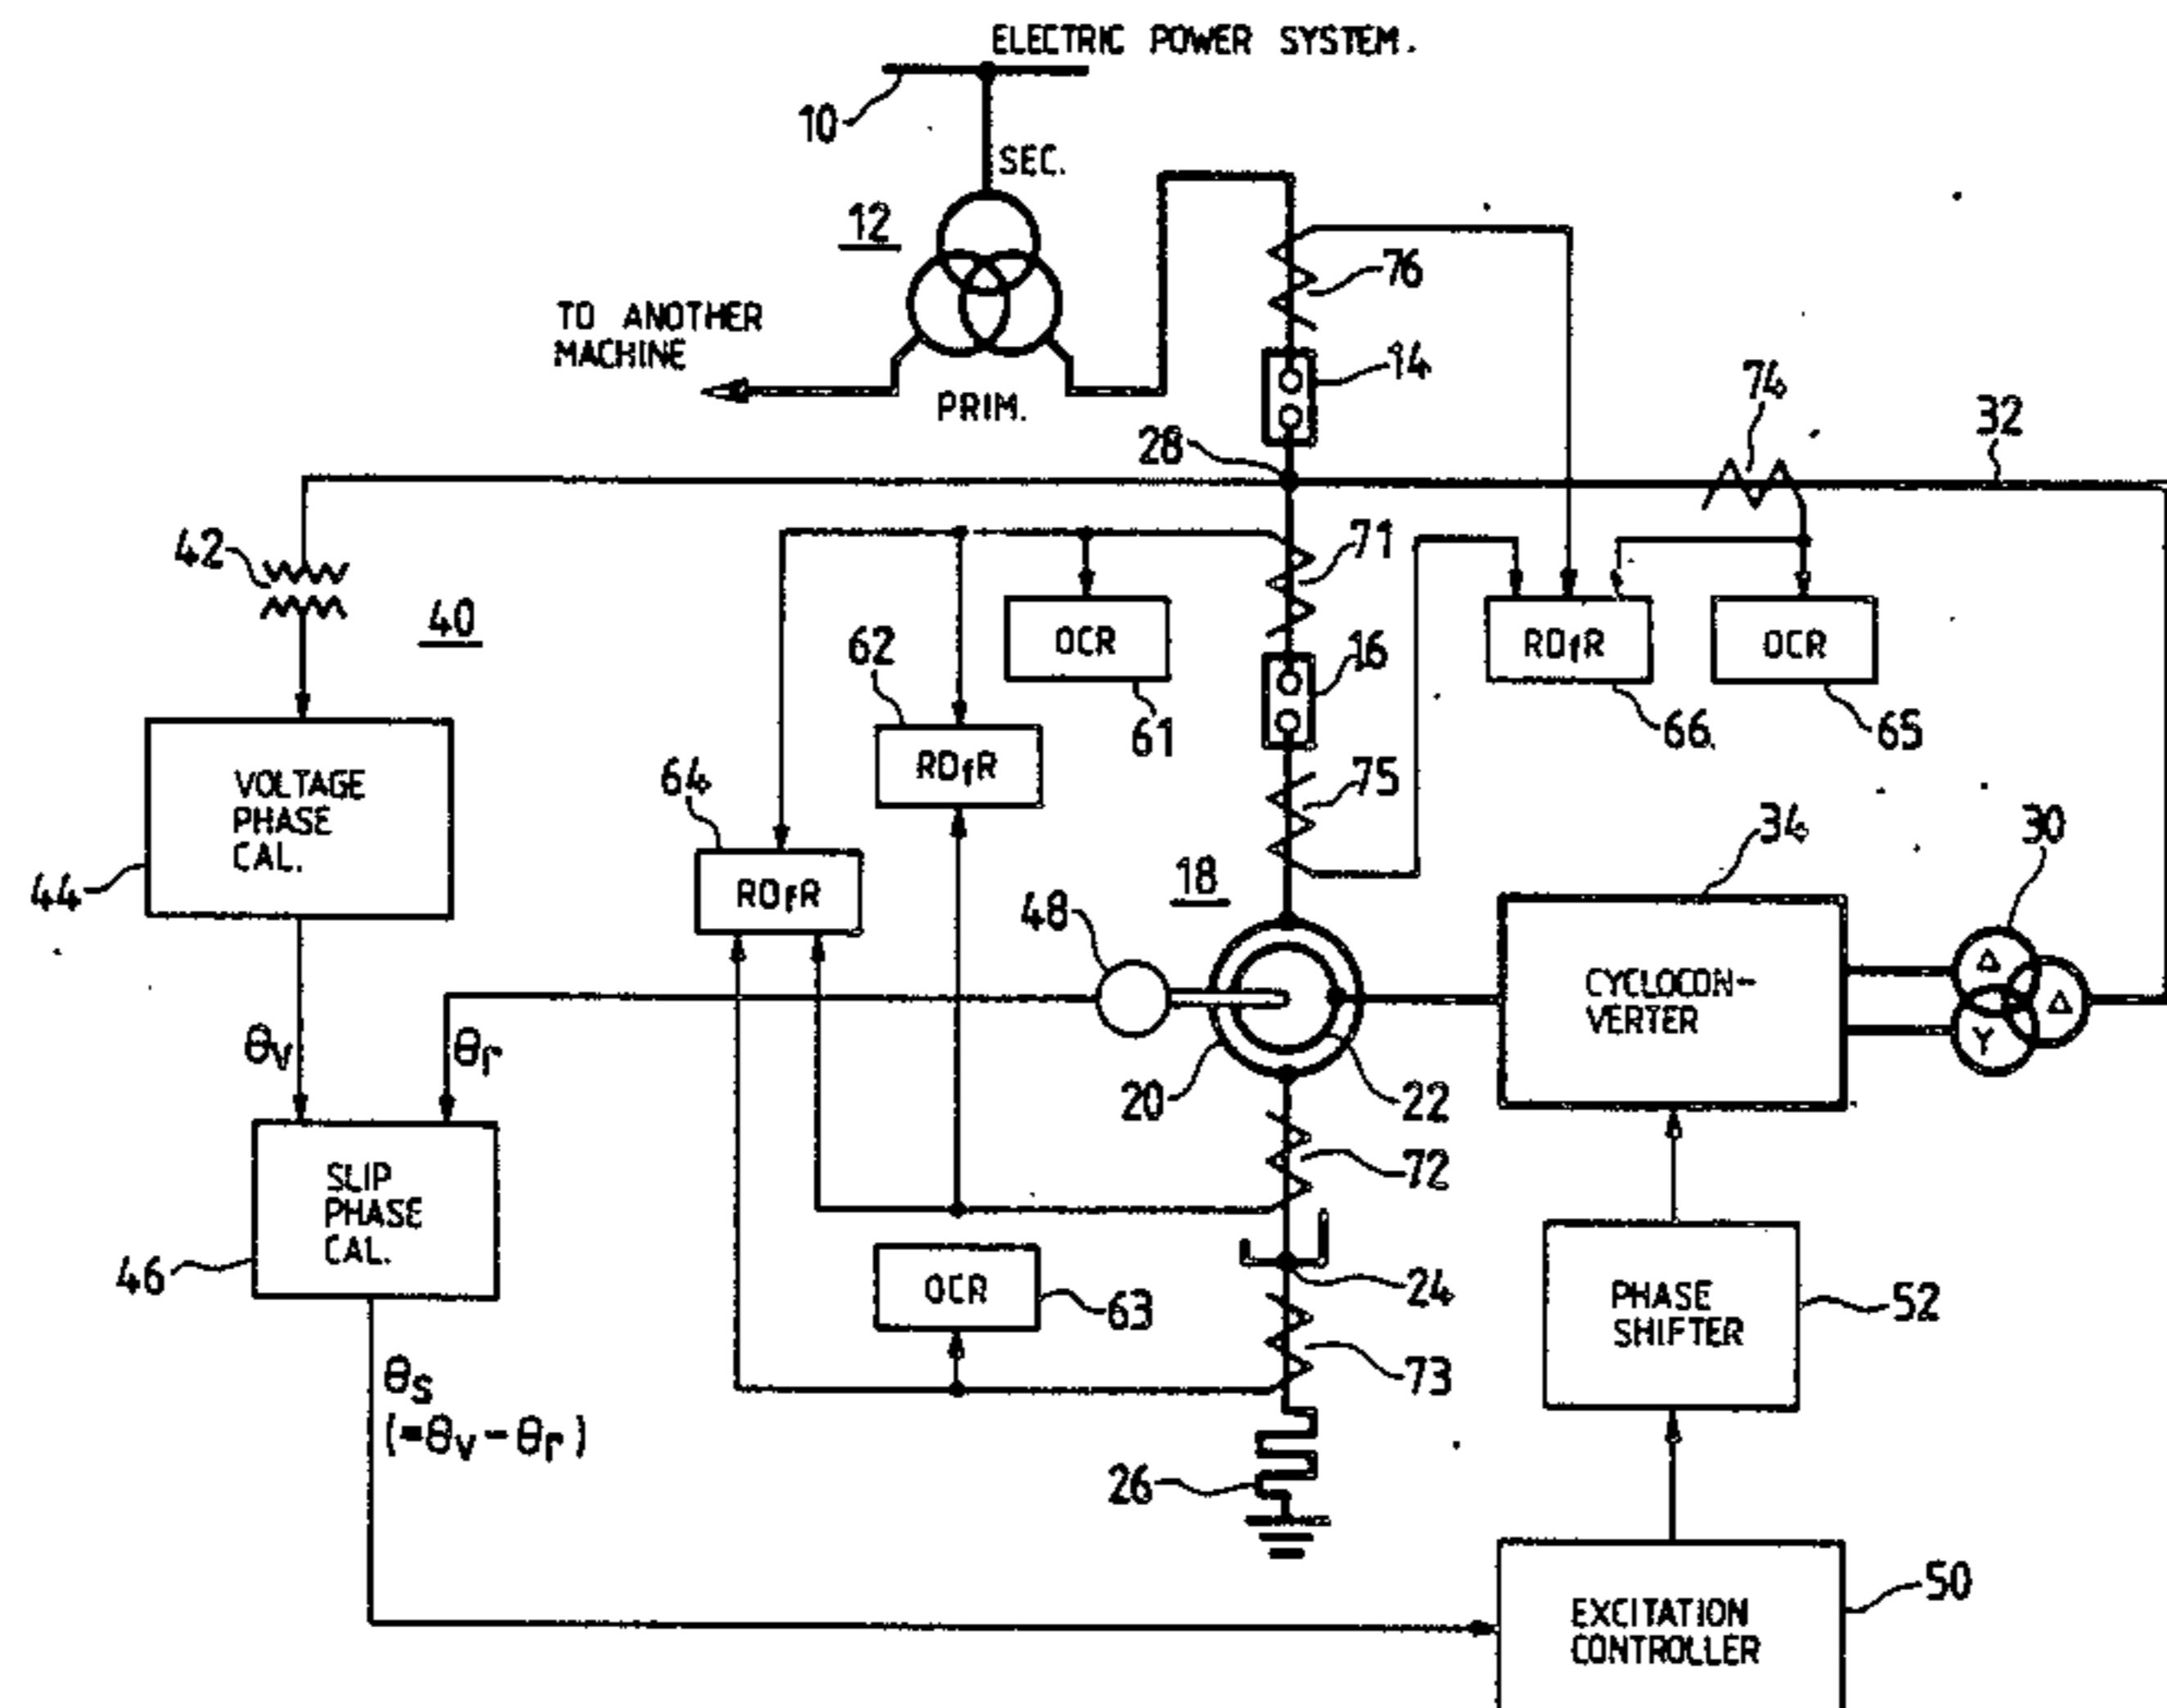 ELECTRIC POWER SYSTEM.
10
SEC.
12
76
TO ANOTHER
MACHINE
PRIM.
14
74
32
28
42
40
71
OCR
62
61
16
RDfR
OCR
66.
65
RDfR
64
75
VOLTAGE
PHASE
CAL.
44
RDfR
18
48
34
30
CYCLOCON-
VERTER
Δ
Δ
Y
θv
θr
20
22
SLIP
PHASE
CAL.
46
72
OCR
63
24
PHASE
SHIFTER
52
73
θs
(=θv-θr)
26
50
EXCITATION
CONTROLLER